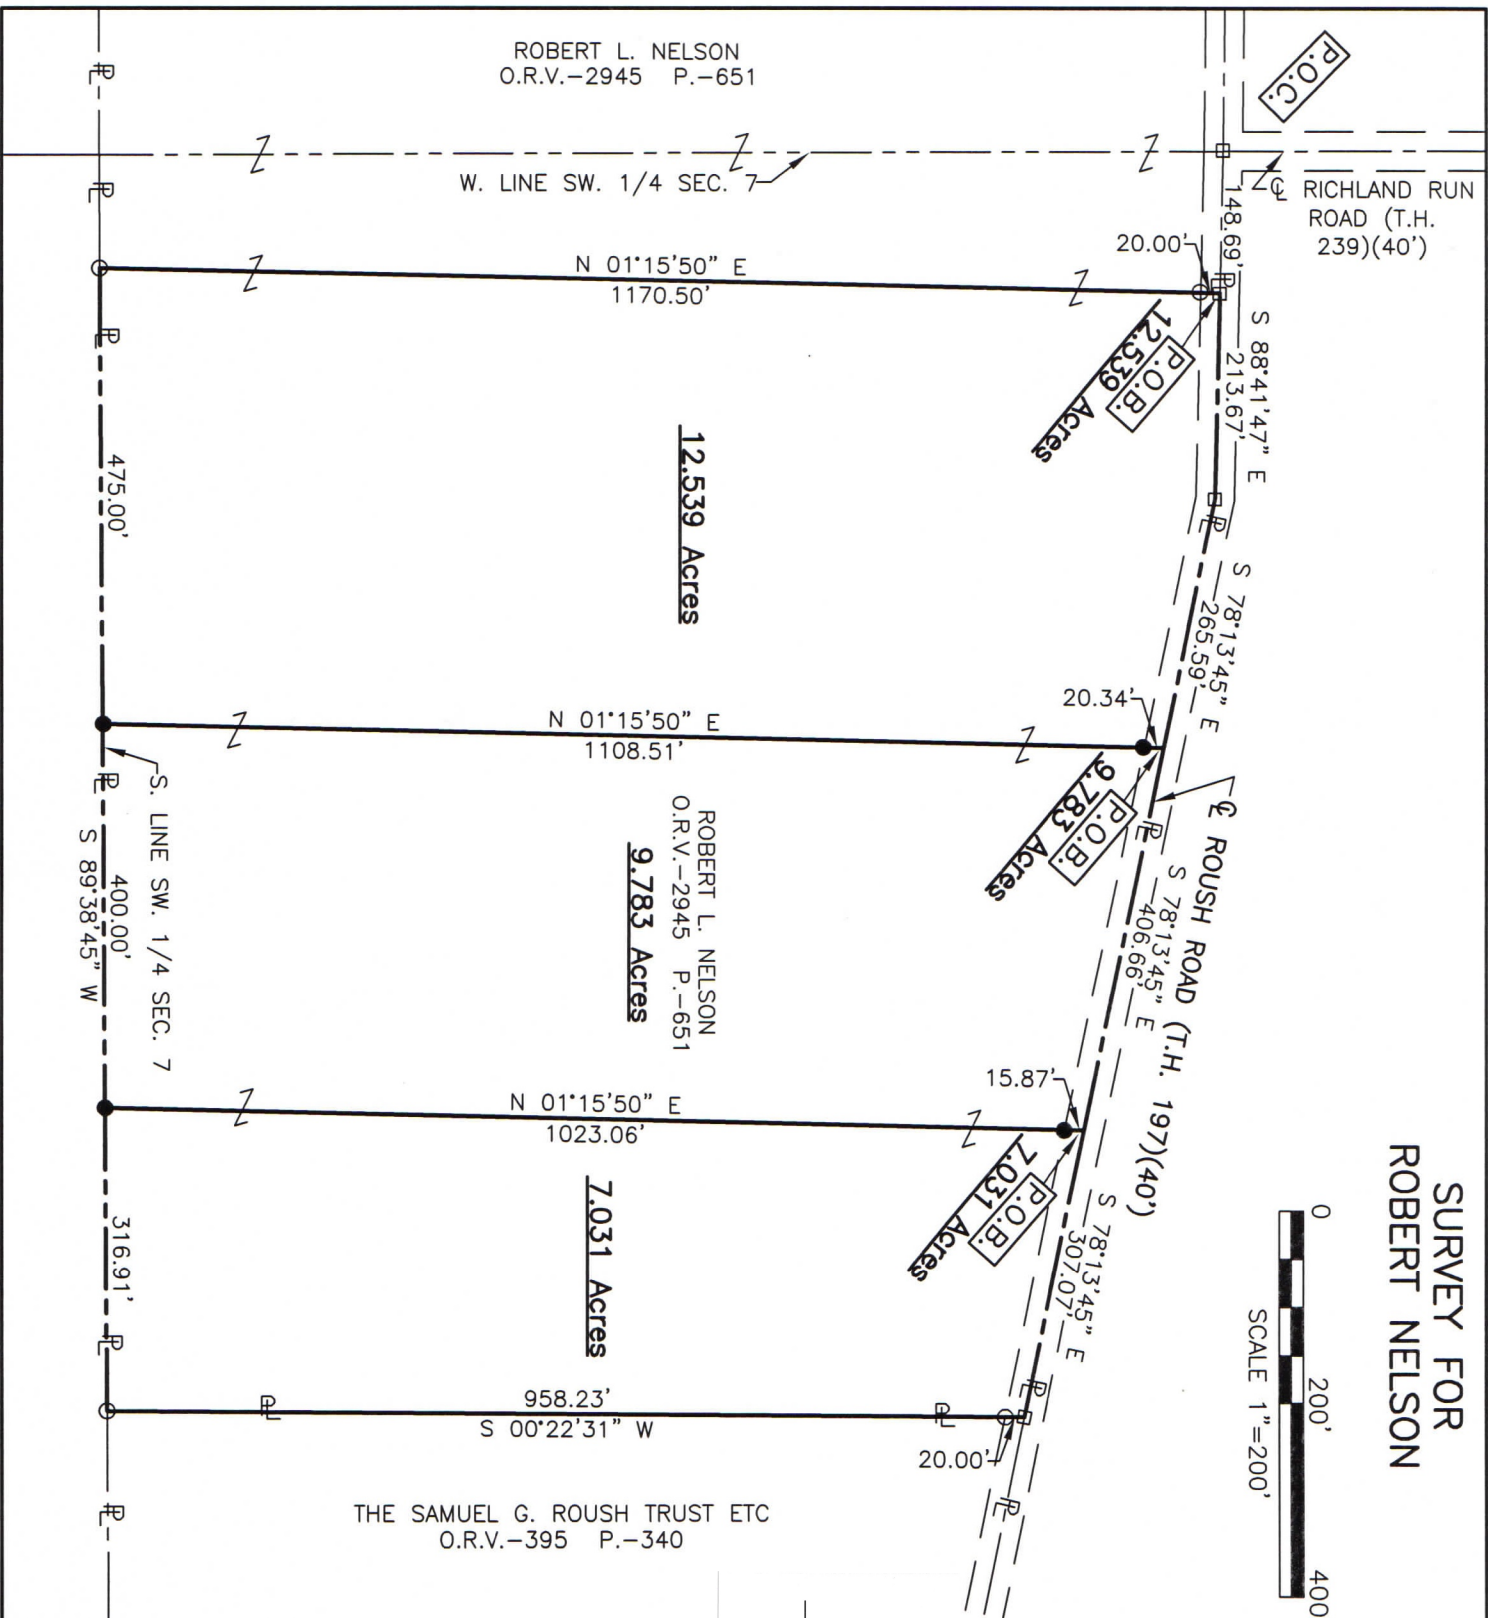 SURVEY FOR
ROBERT NELSON
0 200' 400
SCALE 1"=200'
ROBERT L. NELSON
O.R.V.-2945 P.-651
P.O.C.
W. LINE SW. 1/4 SEC. 7
℄ RICHLAND RUN
ROAD (T.H.
239)(40')
148.69'
20.00'
N 01°15'50" E
1170.50'
P.O.B.
12.539 Acres
S 88°41'47" E
213.67'
12.539 Acres
475.00'
S 78°13'45" E
265.59'
20.34'
N 01°15'50" E
1108.51'
P.O.B.
9.783 Acres
℄ ROUSH ROAD (T.H. 197)(40')
S 78°13'45" E
406.66'
ROBERT L. NELSON
O.R.V.-2945 P.-651
9.783 Acres
S. LINE SW. 1/4 SEC. 7
400.00'
S 89°38'45" W
15.87'
N 01°15'50" E
1023.06'
P.O.B.
7.031 Acres
S 78°13'45" E
307.07'
7.031 Acres
316.91'
958.23'
S 00°22'31" W
20.00'
THE SAMUEL G. ROUSH TRUST ETC
O.R.V.-395 P.-340